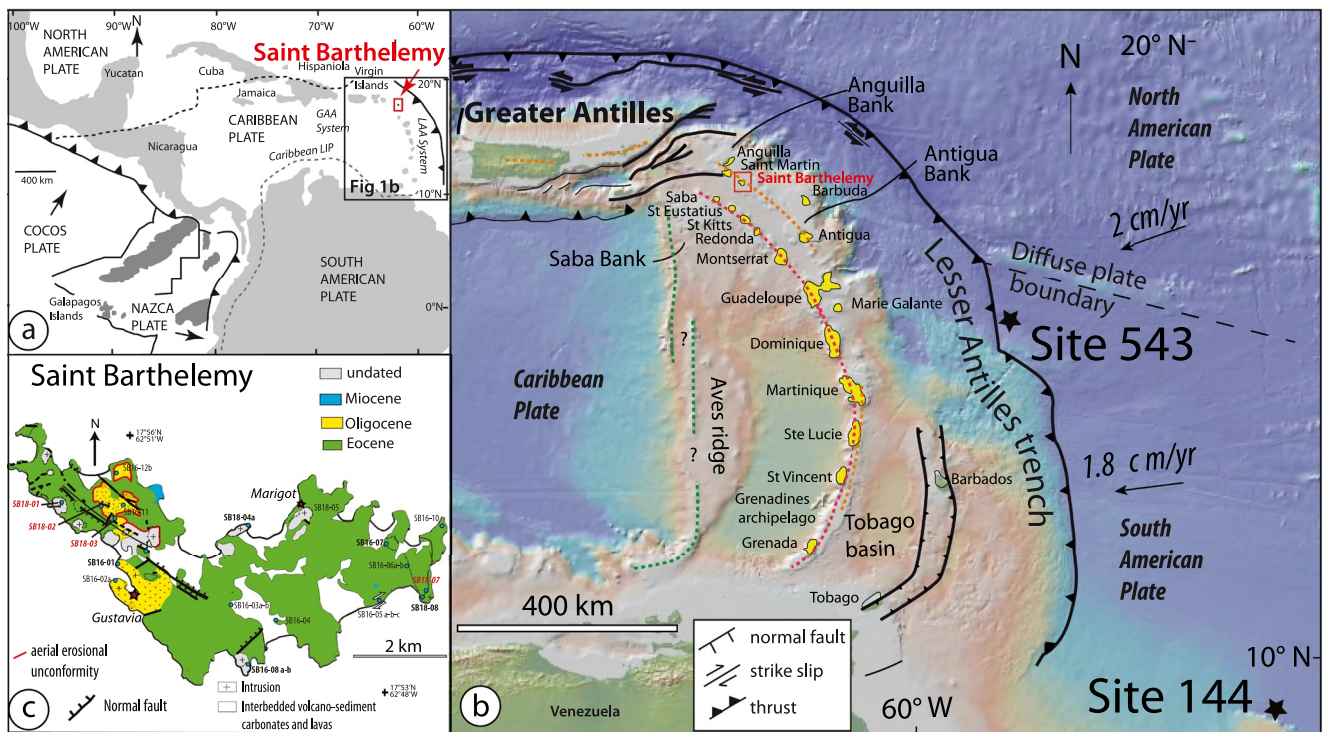 100°W
90°W
80°W
70°W
60°W
NORTH
AMERICAN
PLATE
N
Saint Barthelemy
Yucatan
Cuba
Hispaniola
Virgin
Islands
20°N
Jamaica
CARIBBEAN
PLATE
GAA
System
LAA System
Nicaragua
Caribbean LIP
400 km
Fig.1b
10°N
COCOS
PLATE
SOUTH
AMERICAN
PLATE
Galapagos
Islands
NAZCA
PLATE
0°N
a
Saint Barthelemy
undated
Miocene
Oligocene
Eocene
N
17°56'N
62°51'W
SB16-12b
SB18-01
SB18-02
SB18-03
Marigot
SB18-05
SB18-04a
SB16-10
SB16-07
SB16-01
SB16-02a
SB16-06a-b
SB18-07
SB18-08
SB16-03a-b
SB16-05 a-b-c
SB16-04
Gustavia
SB16-08 a-b
2 km
aerial erosional
unconformity
Normal fault
Intrusion
Interbedded volcano-sediment
carbonates and lavas
17°53'N
62°48'W
c
20° N
N
North
American
Plate
Greater Antilles
Anguilla
Bank
Antigua
Bank
Anguilla
Saint Martin
Saint Barthelemy
Barbuda
Saba
St Eustatius
St Kitts
Redonda
Antigua
Saba Bank
Montserrat
2 cm/yr
Diffuse plate
boundary
Guadeloupe
Marie Galante
Site 543
?
Dominique
Lesser Antilles trench
Caribbean
Plate
Aves ridge
Martinique
Ste Lucie
?
St Vincent
Barbados
1.8 c m/yr
Grenadines
archipelago
Tobago
basin
South
American
Plate
Grenada
400 km
Tobago
normal fault
strike slip
thrust
10° N
60° W
Site 144
Venezuela
b